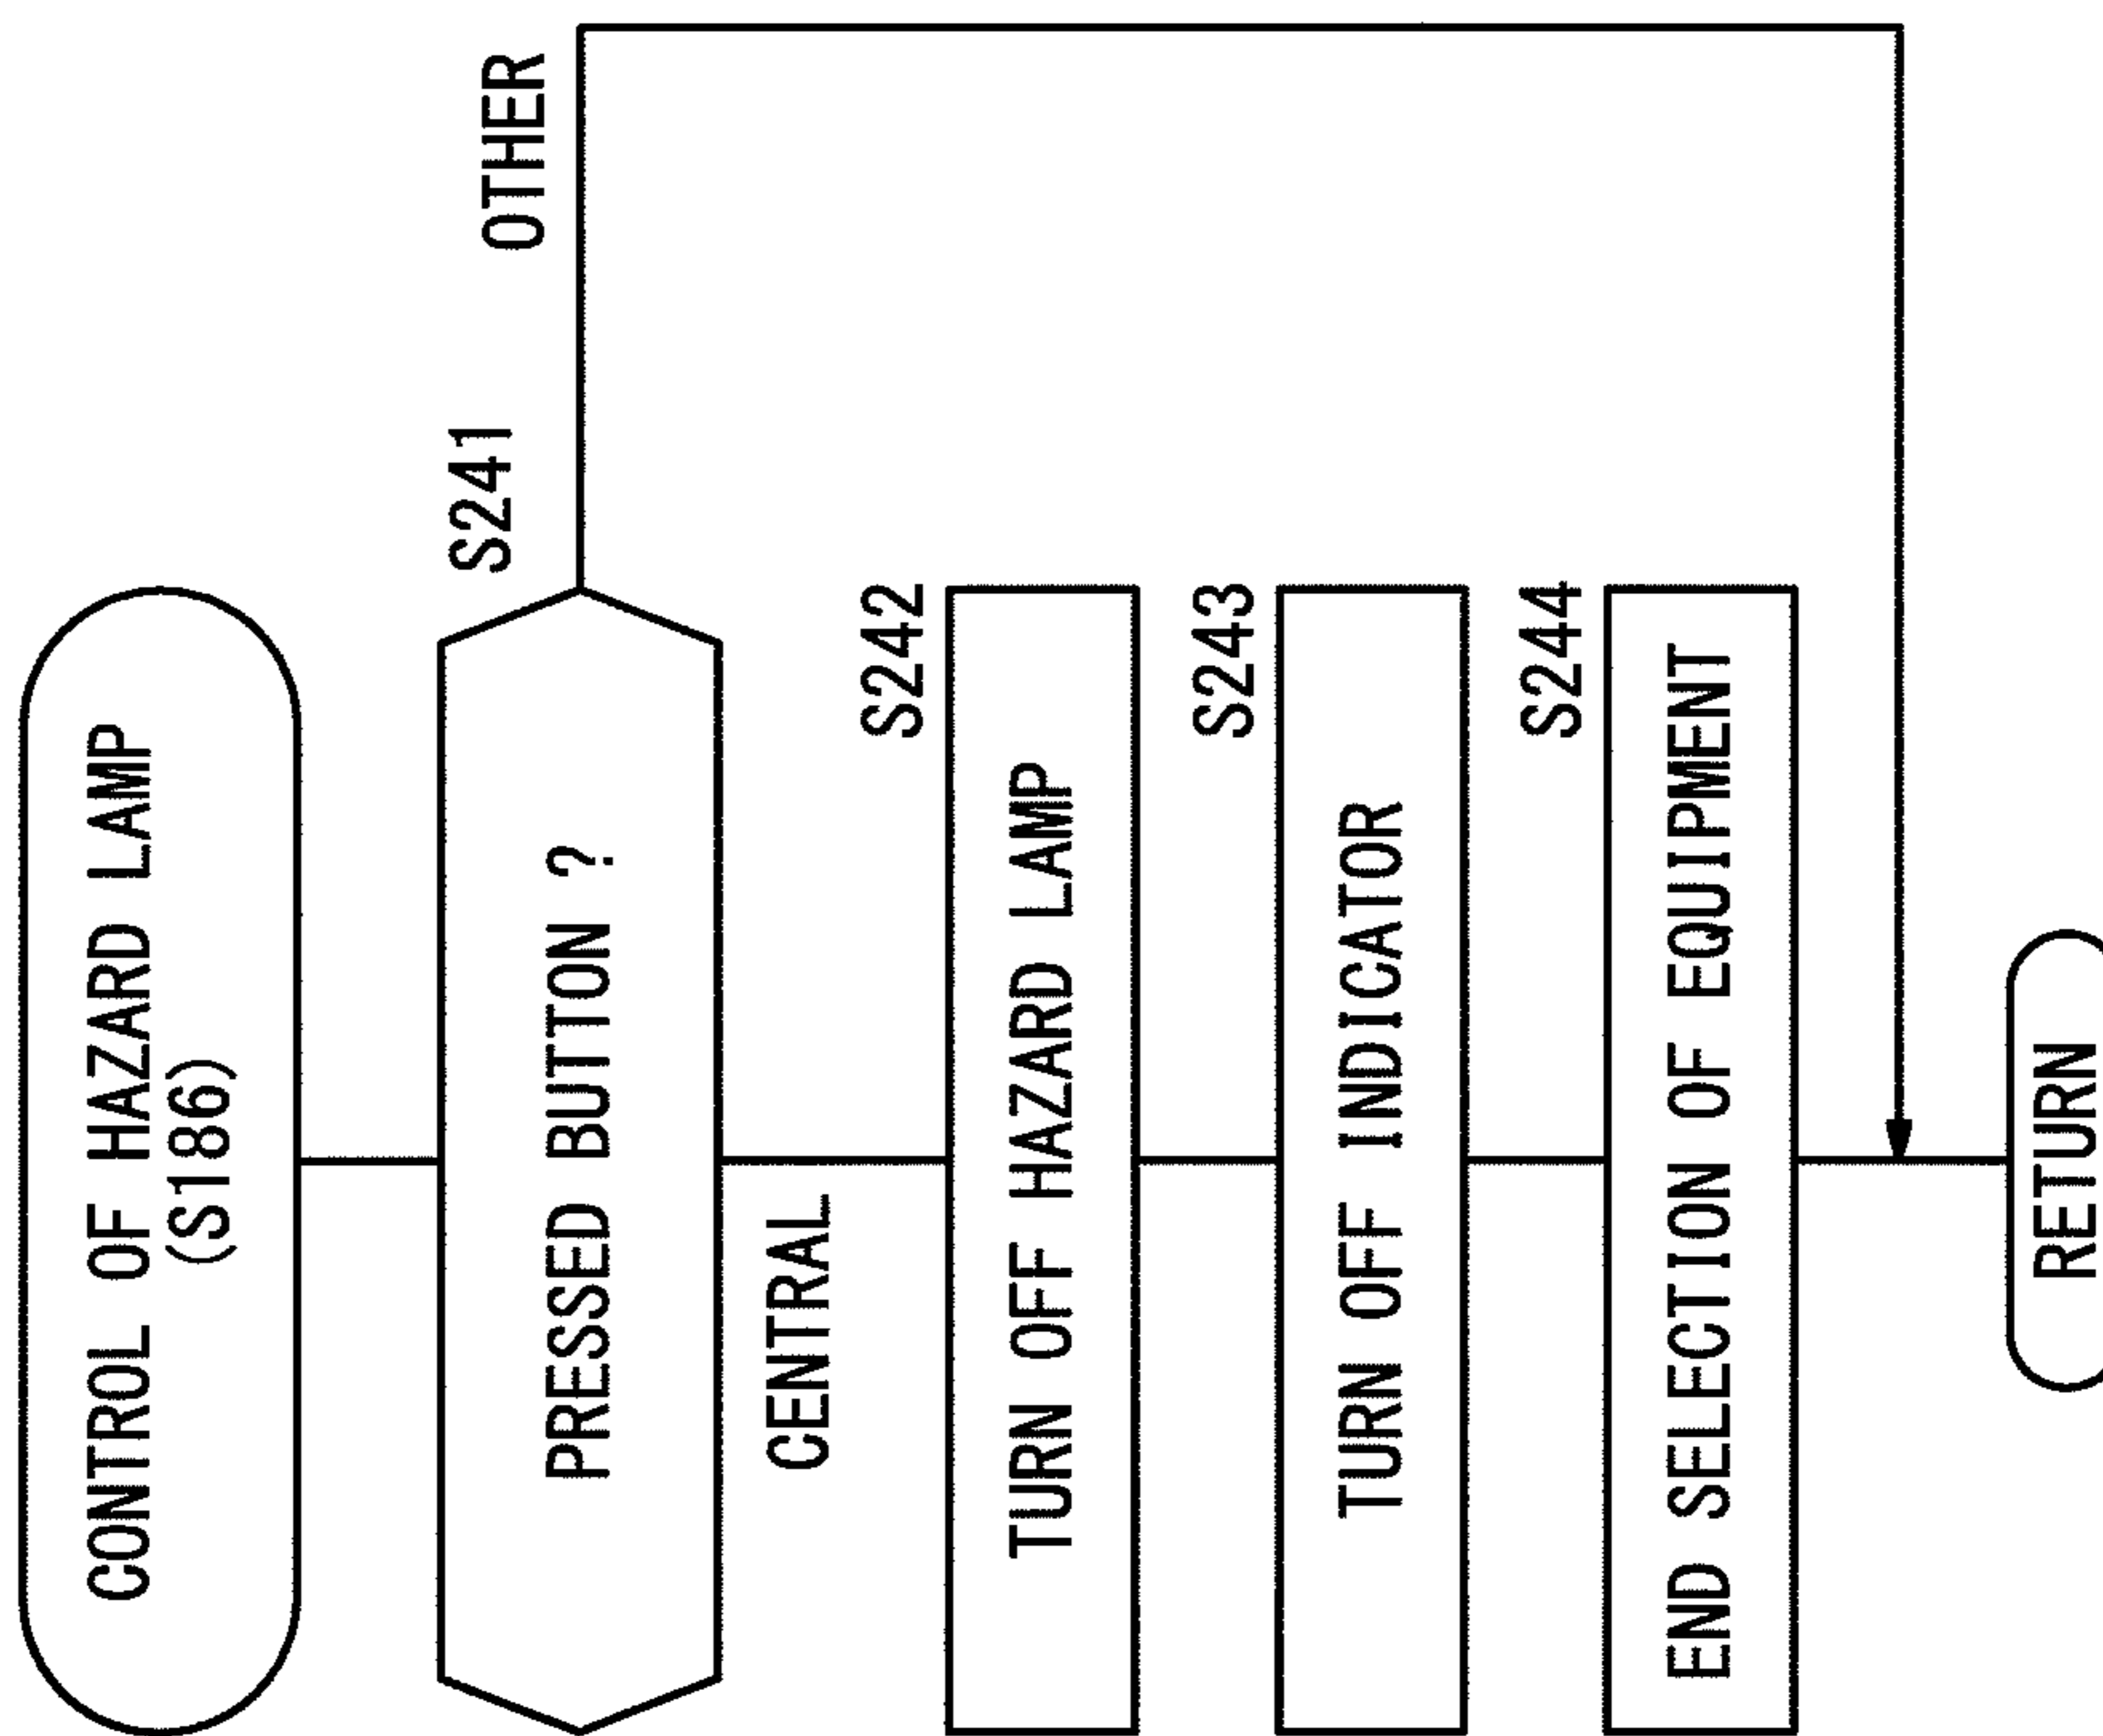 CONTROL OF HAZARD LAMP
(S186)
S241
PRESSED BUTTON ?
OTHER
CENTRAL
S242
TURN OFF HAZARD LAMP
S243
TURN OFF INDICATOR
S244
END SELECTION OF EQUIPMENT
RETURN